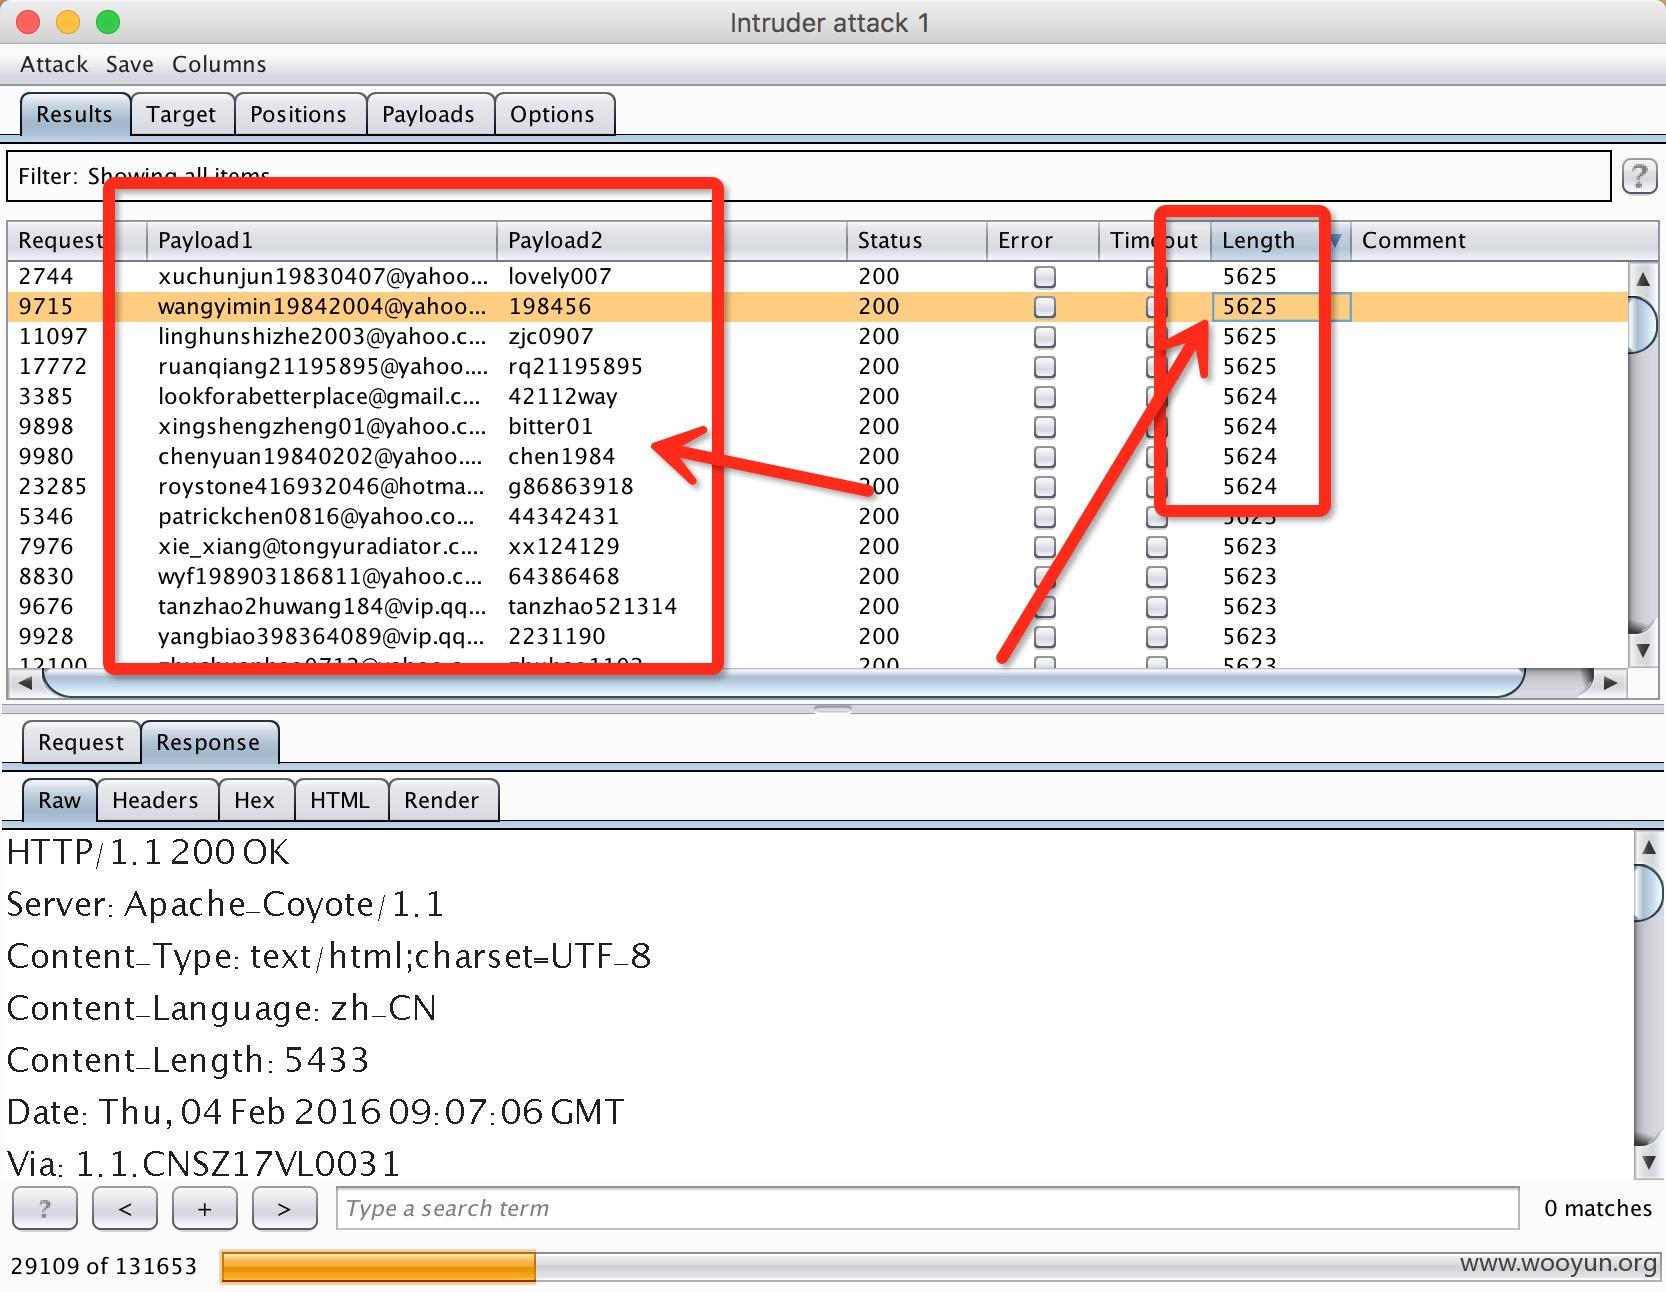 Intruder attack 1
Attack Save Columns
Results Target Positions Payloads Options
Filter: Showing all items ?
Request Payload1 Payload2 Status Error Timeout Length Comment
2744 xuchunjun19830407@yahoo... lovely007 200 5625
9715 wangyimin19842004@yahoo... 198456 200 5625
11097 linghunshizhe2003@yahoo.c... zjc0907 200 5625
17772 ruanqiang21195895@yahoo.... rq21195895 200 5625
3385 lookforabetterplace@gmail.c... 42112way 200 5624
9898 xingshengzheng01@yahoo.c... bitter01 200 5624
9980 chenyuan19840202@yahoo.... chen1984 200 5624
23285 roystone416932046@hotma... g86863918 200 5624
5346 patrickchen0816@yahoo.co... 44342431 200 5623
7976 xie_xiang@tongyuradiator.c... xx124129 200 5623
8830 wyf198903186811@yahoo.c... 64386468 200 5623
9676 tanzhao2huwang184@vip.qq... tanzhao521314 200 5623
9928 yangbiao398364089@vip.qq... 2231190 200 5623
12100 200 5623
Request Response
Raw Headers Hex HTML Render
HTTP/1.1 200 OK
Server: Apache-Coyote/1.1
Content-Type: text/html;charset=UTF-8
Content-Language: zh-CN
Content-Length: 5433
Date: Thu, 04 Feb 2016 09:07:06 GMT
Via: 1.1.CNSZ17VL0031
? < + > Type a search term 0 matches
29109 of 131653 www.wooyun.org